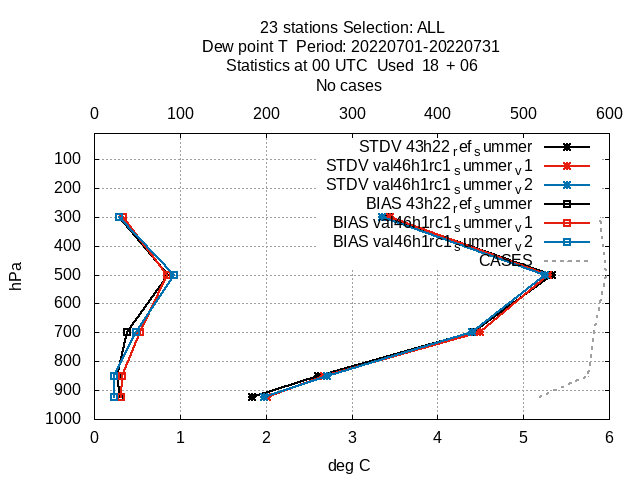 23 stations Selection: ALL
Dew point T  Period: 20220701-20220731
Statistics at 00 UTC  Used  18  + 06
No cases
0 100 200 300 400 500 600
STDV 43h22_ref_summer
STDV val46h1rc1_summer_v1
STDV val46h1rc1_summer_v2
BIAS 43h22_ref_summer
BIAS val46h1rc1_summer_v1
BIAS val46h1rc1_summer_v2
CASES
hPa
100
200
300
400
500
600
700
800
900
1000
0 1 2 3 4 5 6
deg C